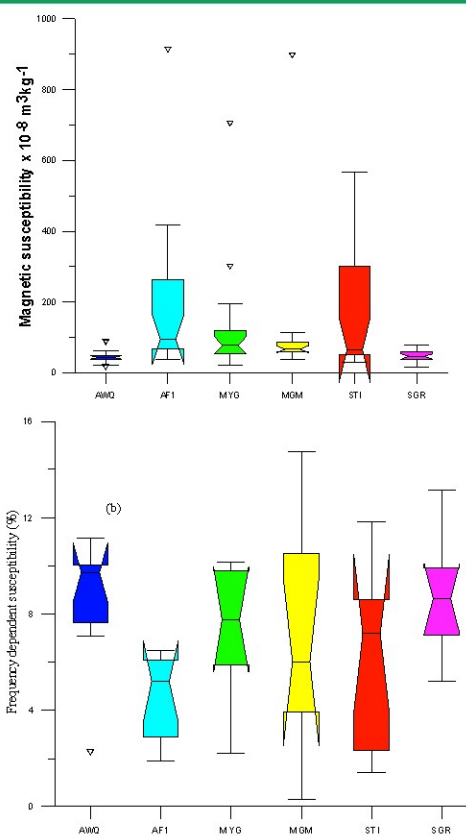 Magnetic susceptibility x 10-8 m3kg-1
1000
800
600
400
200
0
AWQ AF1 MYG MGM STI SGR
Frequency dependent susceptibility (%)
(b)
16
12
8
4
0
AWQ AF1 MYG MGM STI SGR